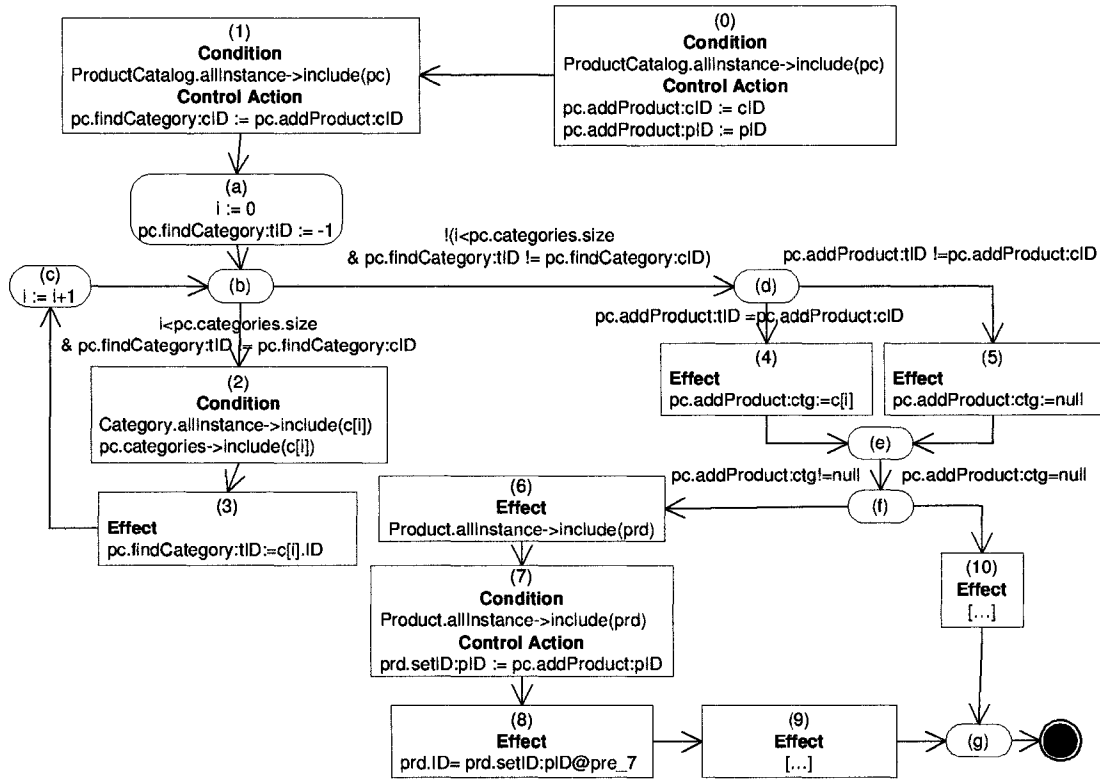 (1)
Condition
ProductCatalog.allInstance->include(pc)
Control Action
pc.findCategory:cID := pc.addProduct:cID
(0)
Condition
ProductCatalog.allInstance->include(pc)
Control Action
pc.addProduct:cID := cID
pc.addProduct:pID := pID
(a)
i := 0
pc.findCategory:tID := -1
!(i<pc.categories.size
& pc.findCategory:tID != pc.findCategory:cID)
pc.addProduct:tID !=pc.addProduct:cID
(c)
i := i+1
(b)
(d)
i<pc.categories.size
& pc.findCategory:tID != pc.findCategory:cID
pc.addProduct:tID =pc.addProduct:cID
(2)
Condition
Category.allInstance->include(c[i])
pc.categories->include(c[i])
(4)
Effect
pc.addProduct:ctg:=c[i]
(5)
Effect
pc.addProduct:ctg:=null
(e)
pc.addProduct:ctg!=null
pc.addProduct:ctg=null
(3)
Effect
pc.findCategory:tID:=c[i].ID
(6)
Effect
Product.allInstance->include(prd)
(f)
(7)
Condition
Product.allInstance->include(prd)
Control Action
prd.setID:pID := pc.addProduct:pID
(10)
Effect
[...]
(8)
Effect
prd.ID= prd.setID:pID@pre_7
(9)
Effect
[...]
(g)